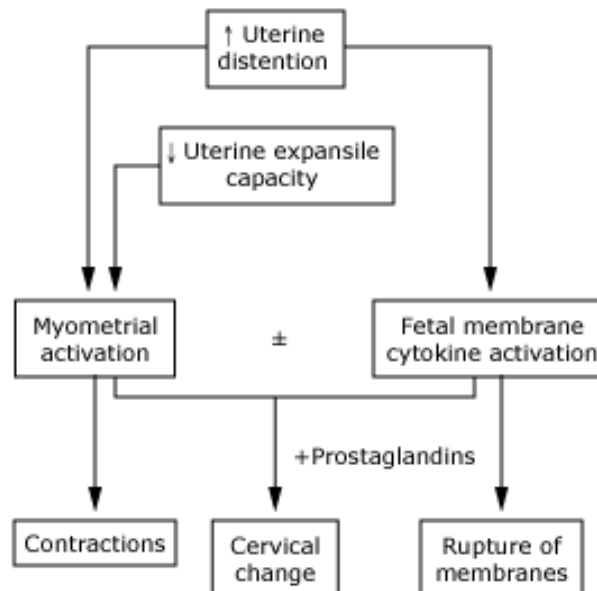 ↑ Uterine
distention
↓ Uterine expansile
capacity
Myometrial
activation
±
Fetal membrane
cytokine activation
+Prostaglandins
Contractions
Cervical
change
Rupture of
membranes